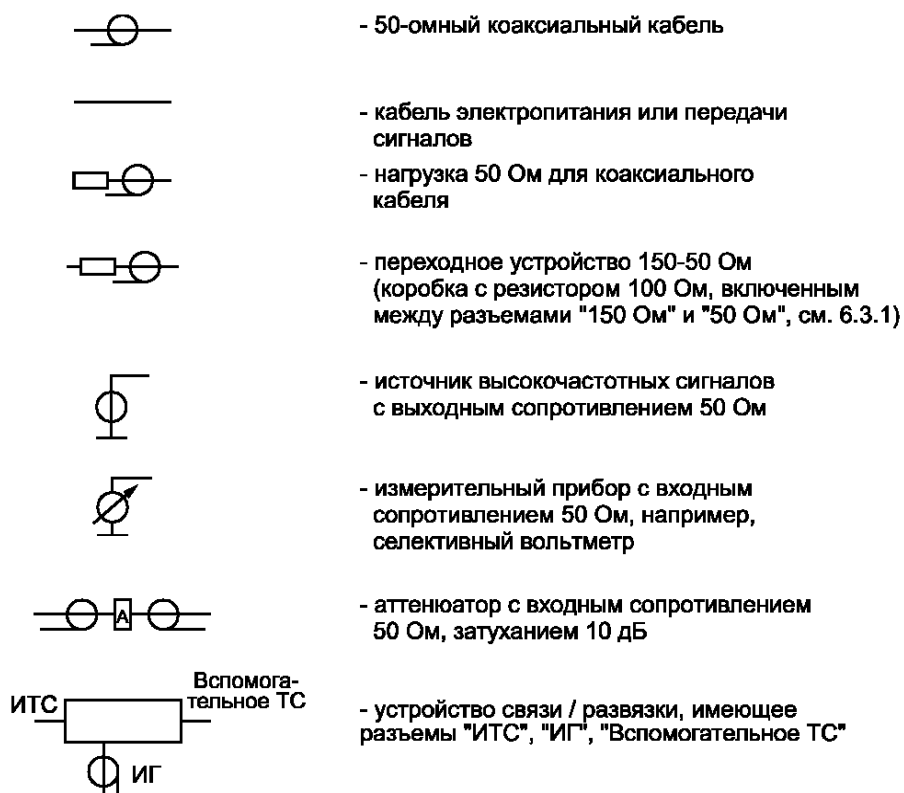 - 50-омный коаксиальный кабель
- кабель электропитания или передачи
сигналов
- нагрузка 50 Ом для коаксиального
кабеля
- переходное устройство 150-50 Ом
(коробка с резистором 100 Ом, включенным
между разъемами "150 Ом" и "50 Ом", см. 6.3.1)
- источник высокочастотных сигналов
с выходным сопротивлением 50 Ом
- измерительный прибор с входным
сопротивлением 50 Ом, например,
селективный вольтметр
А
- аттенюатор с входным сопротивлением
50 Ом, затуханием 10 дБ
ИТС
Вспомога-
тельное ТС
ИГ
- устройство связи / развязки, имеющее
разъемы "ИТС", "ИГ", "Вспомогательное ТС"